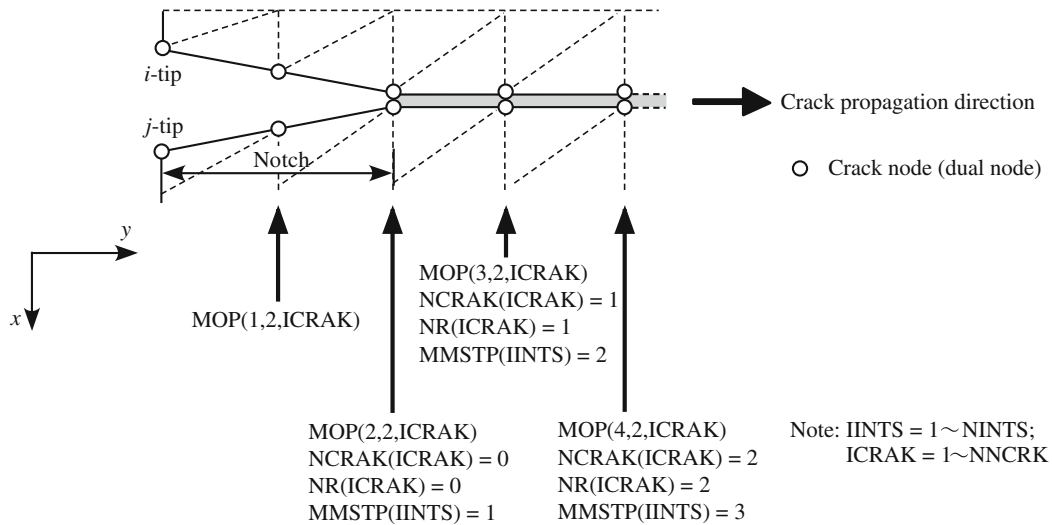 i-tip
j-tip
Notch
Crack propagation direction
Crack node (dual node)
y
x
MOP(1,2,ICRAK)
MOP(3,2,ICRAK)
NCRAK(ICRAK) = 1
NR(ICRAK) = 1
MMSTP(IINTS) = 2
MOP(2,2,ICRAK)
NCRAK(ICRAK) = 0
NR(ICRAK) = 0
MMSTP(IINTS) = 1
MOP(4,2,ICRAK)
NCRAK(ICRAK) = 2
NR(ICRAK) = 2
MMSTP(IINTS) = 3
Note: IINTS = 1~NINTS;
ICRAK = 1~NNCRK